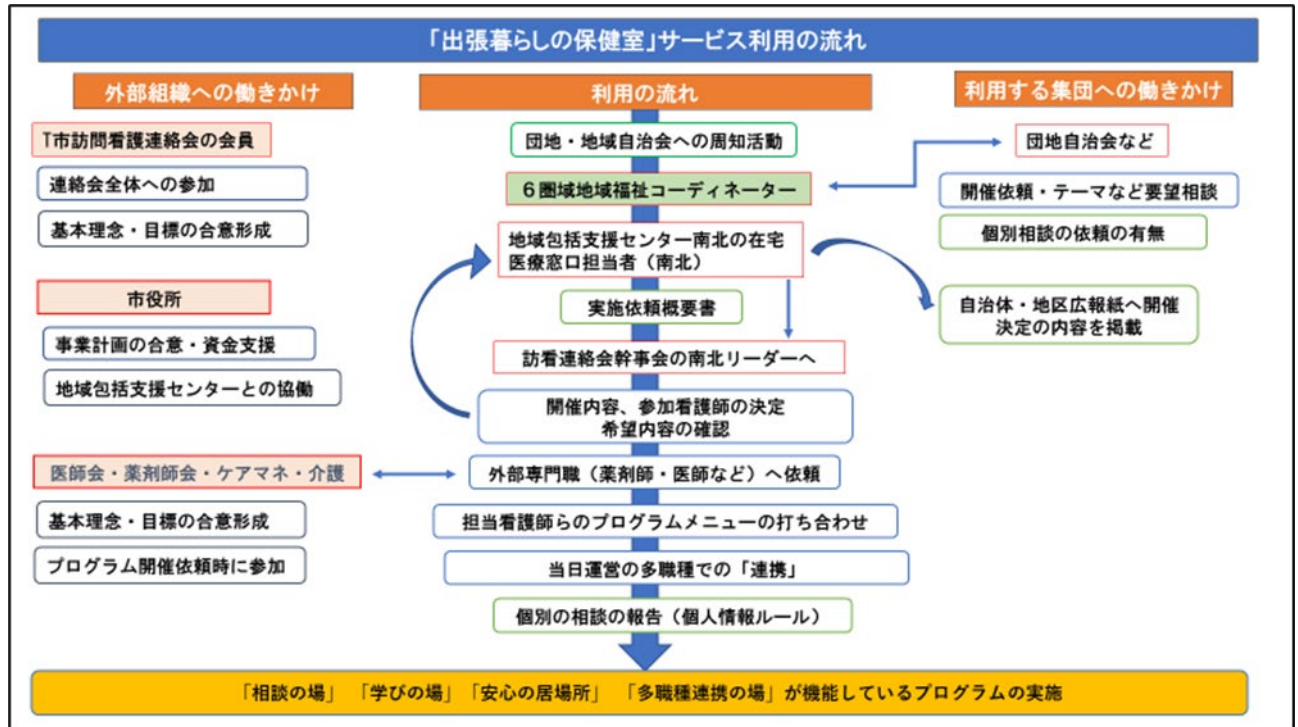 「出張暮らしの保健室」サービス利用の流れ
外部組織への働きかけ
T市訪問看護連絡会の会員
連絡会全体への参加
基本理念・目標の合意形成
市役所
事業計画の合意・資金支援
地域包括支援センターとの協働
医師会・薬剤師会・ケアマネ・介護
基本理念・目標の合意形成
プログラム開催依頼時に参加
利用の流れ
団地・地域自治会への周知活動
6圏域地域福祉コーディネーター
地域包括支援センター南北の在宅
医療窓口担当者（南北）
実施依頼概要書
訪看連絡会幹事会の南北リーダーへ
開催内容、参加看護師の決定
希望内容の確認
外部専門職（薬剤師・医師など）へ依頼
担当看護師らのプログラムメニューの打ち合わせ
当日運営の多職種での「連携」
個別の相談の報告（個人情報ルール）
利用する集団への働きかけ
団地自治会など
開催依頼・テーマなど要望相談
個別相談の依頼の有無
自治体・地区広報紙へ開催
決定の内容を掲載
「相談の場」 「学びの場」「安心の居場所」 「多職種連携の場」が機能しているプログラムの実施